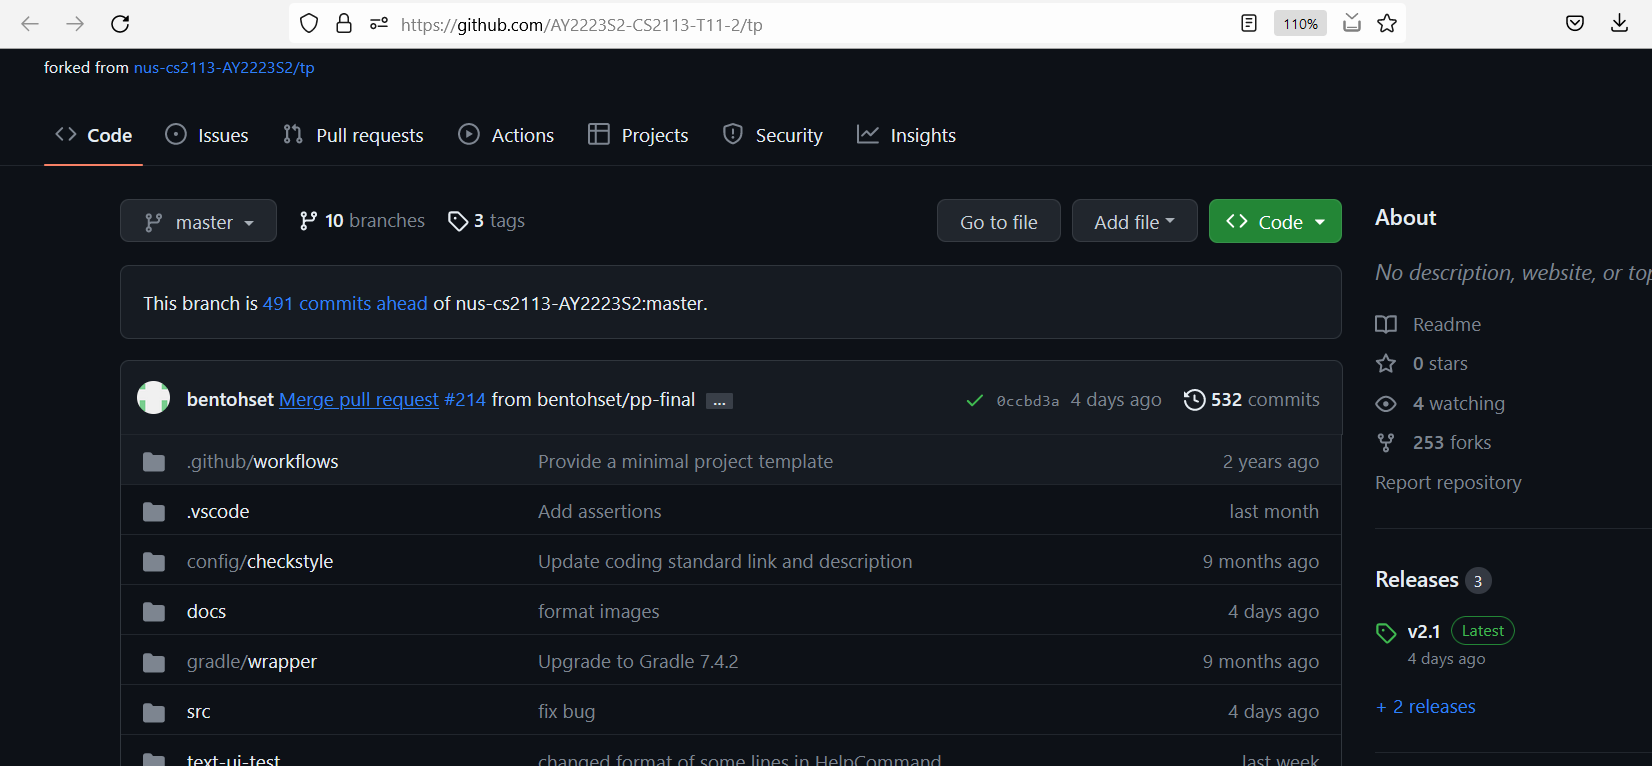 https://github.com/AY2223S2-CS2113-T11-2/tp
110%
forked from nus-cs2113-AY2223S2/tp
Code Issues Pull requests Actions Projects Security Insights
master 10 branches 3 tags Go to file Add file Code
This branch is 491 commits ahead of nus-cs2113-AY2223S2:master.
bentohset Merge pull request #214 from bentohset/pp-final ... 0ccbd3a 4 days ago 532 commits
.github/workflows Provide a minimal project template 2 years ago
.vscode Add assertions last month
config/checkstyle Update coding standard link and description 9 months ago
docs format images 4 days ago
gradle/wrapper Upgrade to Gradle 7.4.2 9 months ago
src fix bug 4 days ago
text-ui-test changed format of some lines in HelpCommand last week
About
No description, website, or top
Readme
0 stars
4 watching
253 forks
Report repository
Releases 3
v2.1 Latest
4 days ago
+ 2 releases